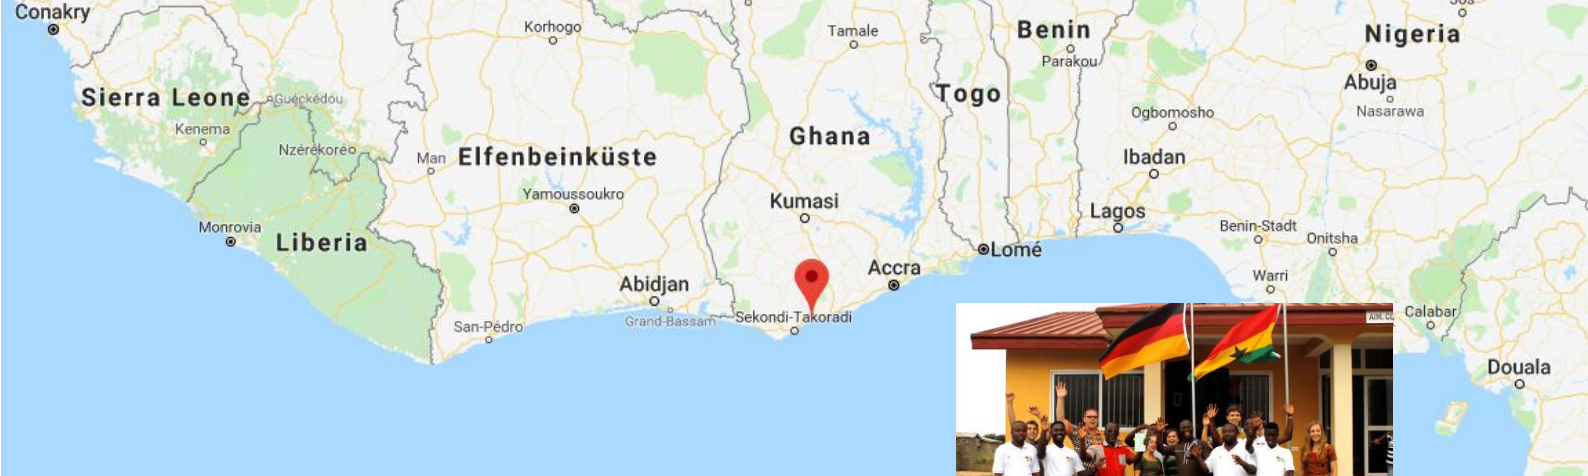 Conakry
Korhogo
Tamale
Benin
Parakou
Nigeria
Abuja
Nasarawa
Sierra Leone
Guéckédou
Kenema
Nzérékoré
Togo
Ogbomosho
Ghana
Ibadan
Man
Elfenbeinküste
Yamoussoukro
Kumasi
Lagos
Monrovia
Liberia
Benin-Stadt
Onitsha
Lomé
Accra
Warri
Abidjan
Grand-Bassam
Sekondi-Takoradi
San-Pédro
Calabar
Douala